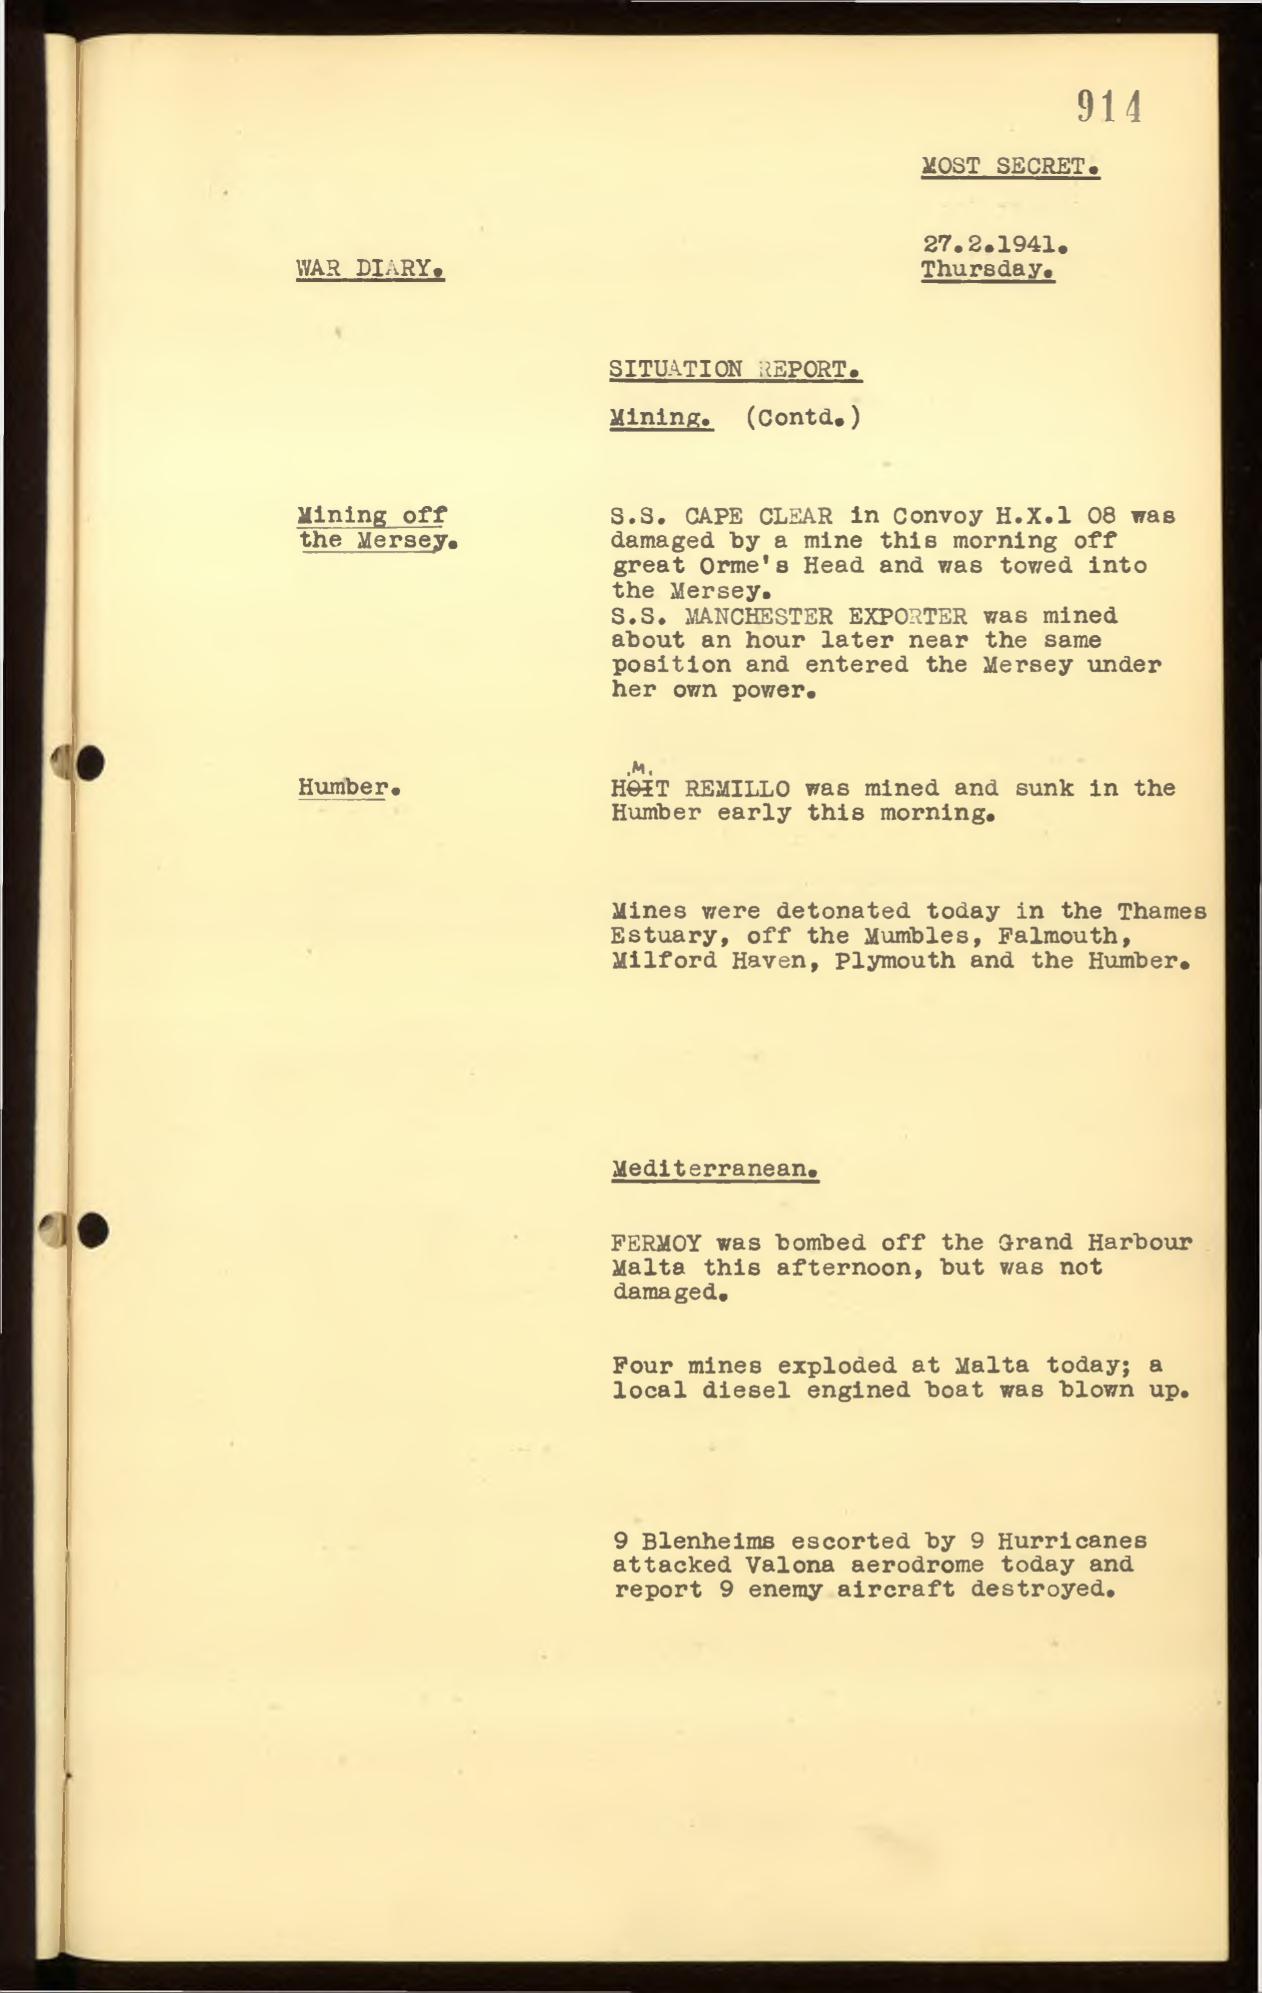 914
MOST SECRET.
27.2.1941.
WAR DIARY.
Thursday.
SITUATION REPORT.
Mining. (Contd.)
Mining off
the Mersey.
S.S. CAPE CLEAR in Convoy H.X.1 08 was
damaged by a mine this morning off
great Orme's Head and was towed into
the Mersey.
S.S. MANCHESTER EXPORTER was mined
about an hour later near the same
position and entered the Mersey under
her own power.
Humber.
.M.
HOIT REMILLO was mined and sunk in the
Humber early this morning.
Mines were detonated today in the Thames
Estuary, off the Mumbles, Falmouth,
Milford Haven, Plymouth and the Humber.
Mediterranean.
FERMOY was bombed off the Grand Harbour
Malta this afternoon, but was not
damaged.
Four mines exploded at Malta today; a
local diesel engined boat was blown up.
9 Blenheims escorted by 9 Hurricanes
attacked Valona aerodrome today and
report 9 enemy aircraft destroyed.